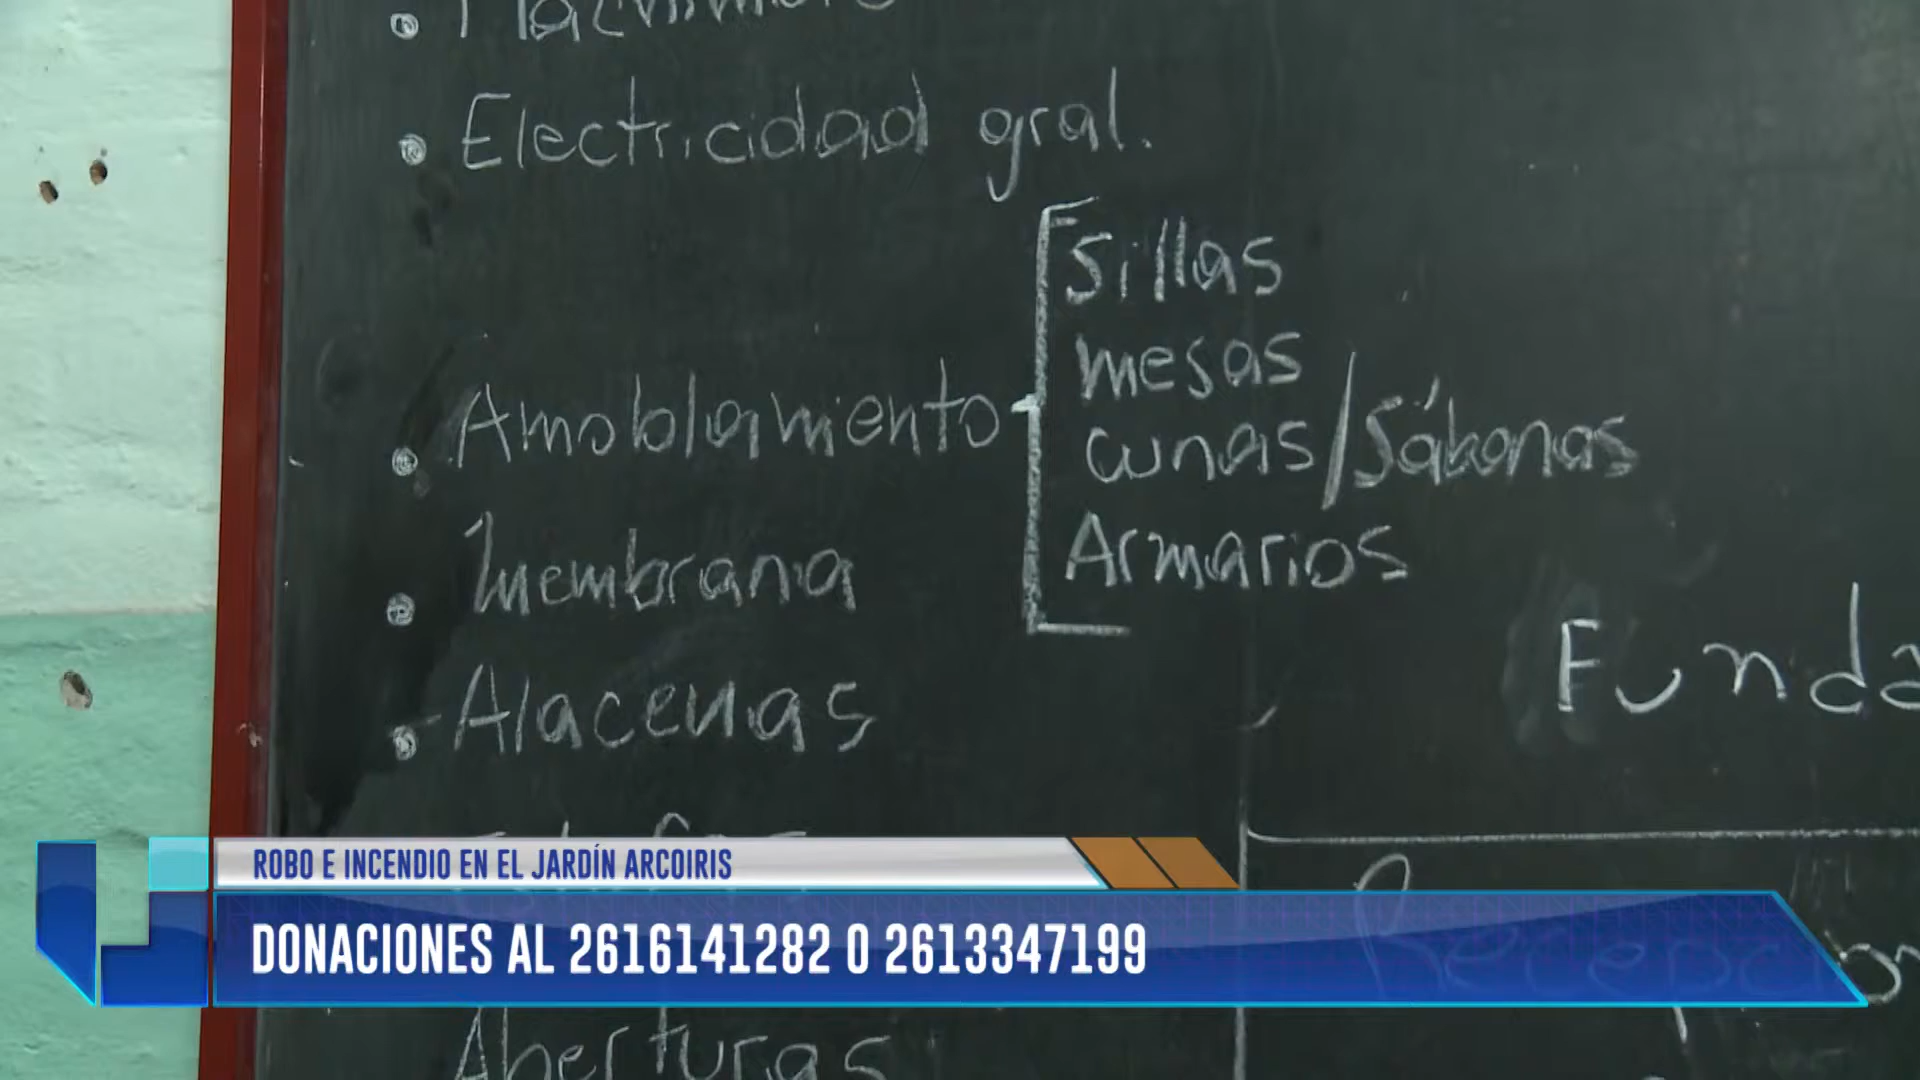 • Electricidad gral.
• Amoblamiento
Sillas
mesas
cunas/Sábanas
Armarios
• membrana
• Alacenas
Funda
ROBO E INCENDIO EN EL JARDÍN ARCOIRIS
DONACIONES AL 2616141282 O 2613347199
Aberturas